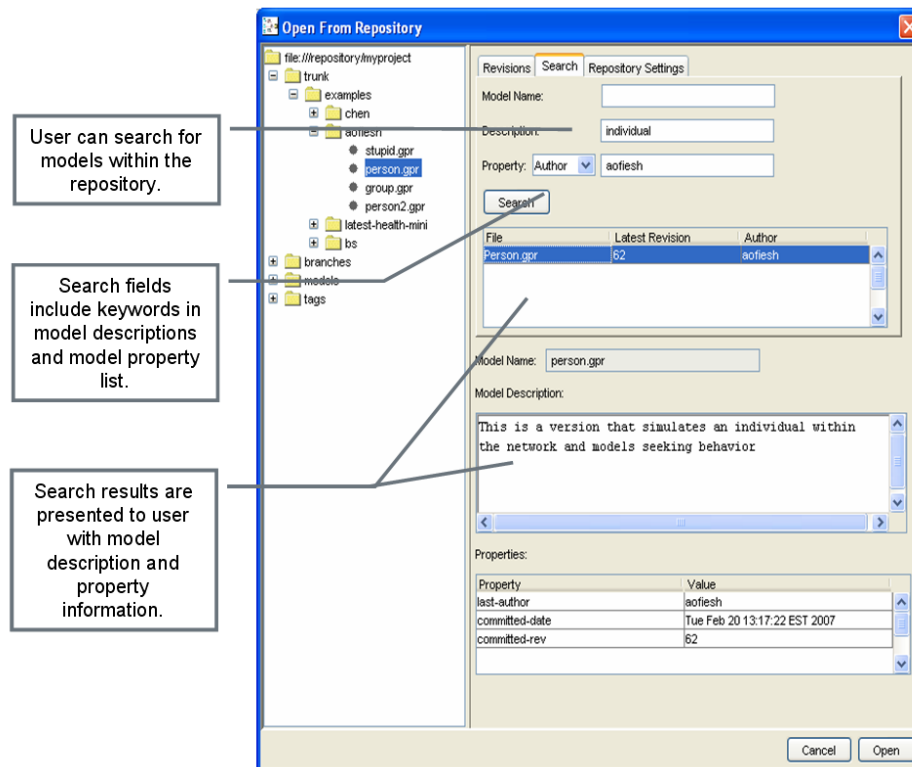 Open From Repository
file:///repository/myproject
trunk
examples
chen
aofiesh
stupid.gpr
person.gpr
group.gpr
person2.gpr
latest-health-mini
bs
branches
models
tags
Revisions
Search
Repository Settings
Model Name:
Description:
individual
Property:
Author
aofiesh
Search
File
Latest Revision
Author
Person.gpr
62
aofiesh
Model Name:
person.gpr
Model Description:
This is a version that simulates an individual within
the network and models seeking behavior
Properties:
Property
Value
last-author
aofiesh
committed-date
Tue Feb 20 13:17:22 EST 2007
committed-rev
62
Cancel
Open
User can search for
models within the
repository.
Search fields
include keywords in
model descriptions
and model property
list.
Search results are
presented to user
with model
description and
property
information.